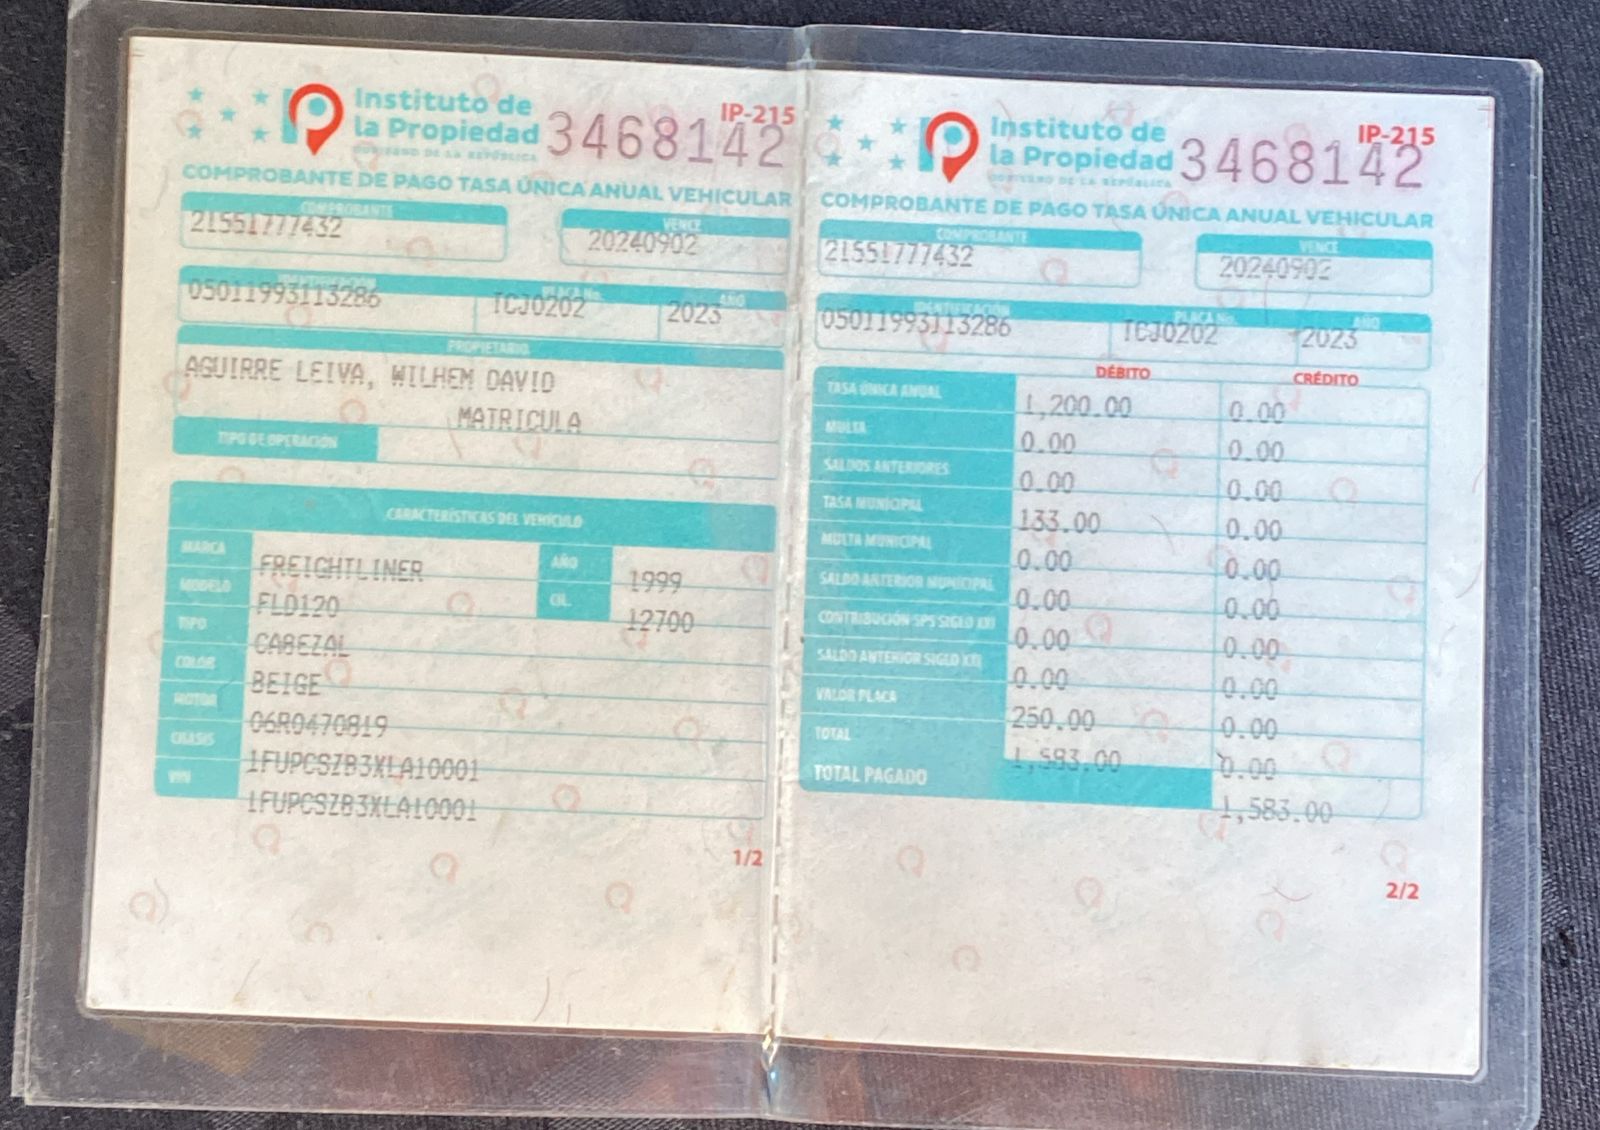 Instituto de
la Propiedad
GOBIERNO DE LA REPÚBLICA
IP-215
3468142
COMPROBANTE DE PAGO TASA ÚNICA ANUAL VEHICULAR
COMPROBANTE VENCE
21551777432 20240902
IDENTIFICACIÓN PLACA No. AÑO
05011993113286 TCJ0202 2023
PROPIETARIO
AGUIRRE LEIVA, WILHEM DAVID
MATRICULA
TIPO DE OPERACIÓN
CARACTERÍSTICAS DEL VEHÍCULO
MARCA FREIGHTLINER AÑO 1999
MODELO FLD120 CIL. 12700
TIPO CABEZAL
COLOR BEIGE
MOTOR 06R0470819
CHASIS 1FUPCSZB3XLA10001
VIN 1FUPCSZB3XLA10001
1/2
Instituto de
la Propiedad
GOBIERNO DE LA REPÚBLICA
IP-215
3468142
COMPROBANTE DE PAGO TASA ÚNICA ANUAL VEHICULAR
COMPROBANTE VENCE
21551777432 20240902
IDENTIFICACIÓN PLACA No. AÑO
05011993113286 TCJ0202 2023
DÉBITO CRÉDITO
TASA ÚNICA ANUAL 1,200.00 0.00
MULTA 0.00 0.00
SALDOS ANTERIORES 0.00 0.00
TASA MUNICIPAL 133.00 0.00
MULTA MUNICIPAL 0.00 0.00
SALDO ANTERIOR MUNICIPAL 0.00 0.00
CONTRIBUCIÓN SPS SIGLO XXI 0.00 0.00
SALDO ANTERIOR SIGLO XXI 0.00 0.00
VALOR PLACA 250.00 0.00
TOTAL 1,583.00 0.00
TOTAL PAGADO 1,583.00
2/2